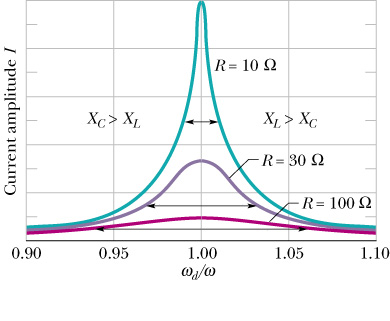 Current amplitude I
R = 10 Ω
X_C > X_L
X_L > X_C
R = 30 Ω
R = 100 Ω
0.90 0.95 1.00 1.05 1.10
ω_d/ω